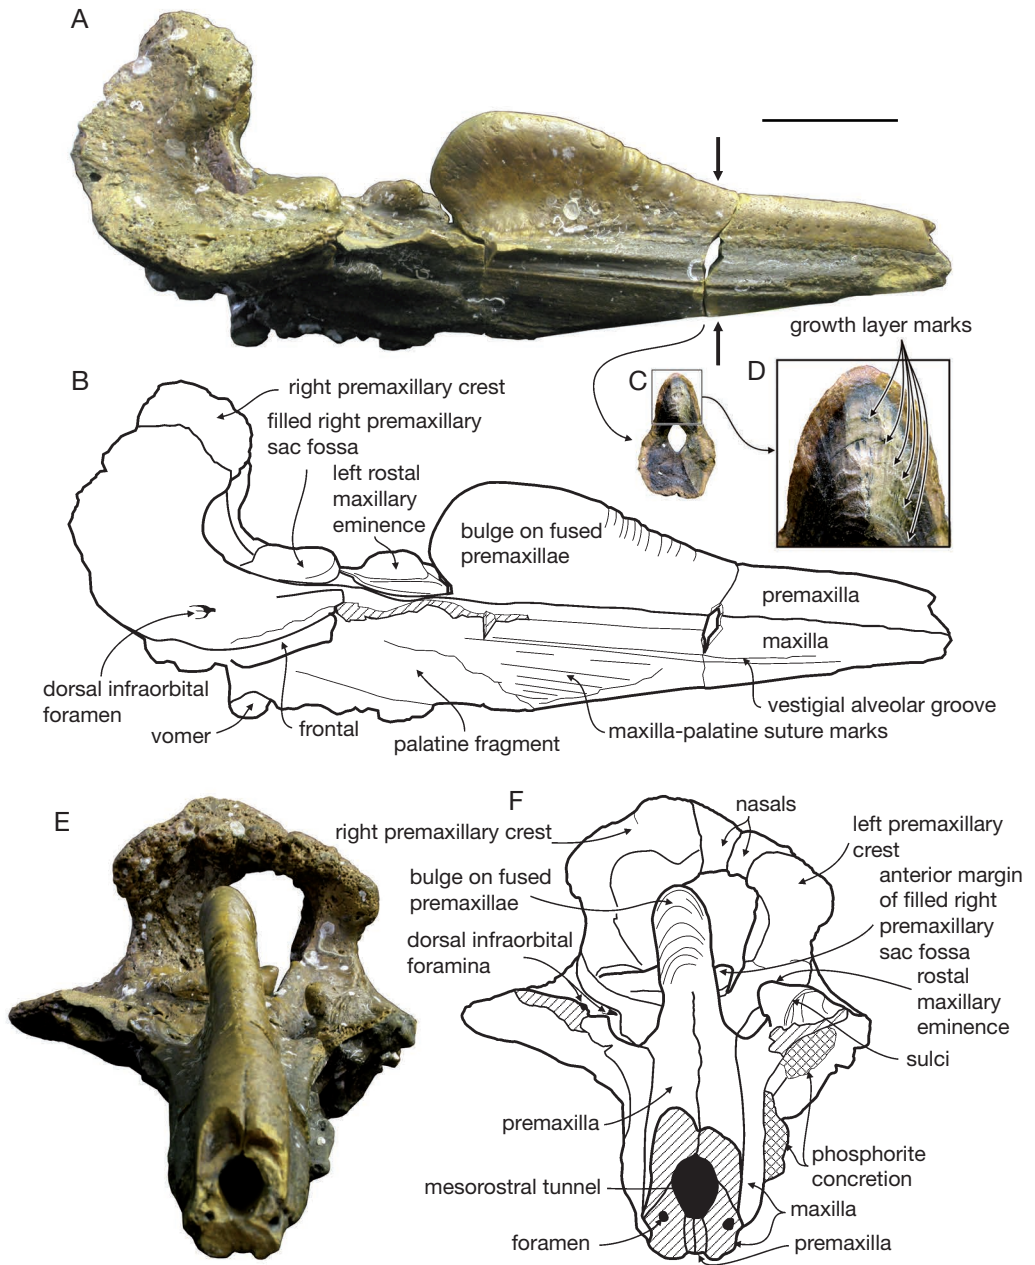 A
growth layer marks
B
C
D
right premaxillary crest
filled right premaxillary
sac fossa
left rostal
maxillary
eminence
bulge on fused
premaxillae
premaxilla
maxilla
dorsal infraorbital
foramen
vomer
frontal
palatine fragment
maxilla-palatine suture marks
vestigial alveolar groove
E
F
nasals
right premaxillary crest
left premaxillary
crest
bulge on fused
premaxillae
anterior margin
of filled right
premaxillary
sac fossa
dorsal infraorbital
foramina
rostal
maxillary
eminence
sulci
premaxilla
phosphorite
concretion
mesorostral tunnel
maxilla
foramen
premaxilla